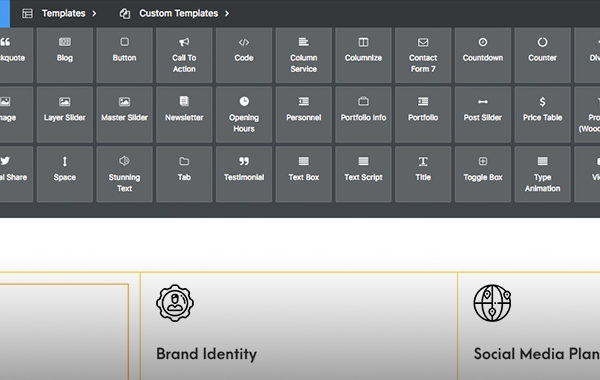 Templates
Custom Templates
ckquote Blog Button Call To Code Column Columnize Contact Countdown Counter Div
Action Service Form 7
mage Layer Slider Master Slider Newsletter Opening Personnel Portfolio Info Portfolio Post Slider Price Table Pro
Hours (Wooc
al Share Space Stunning Tab Testimonial Text Box Text Script Title Toggle Box Type Vi
Text Animation
Brand Identity
Social Media Plan